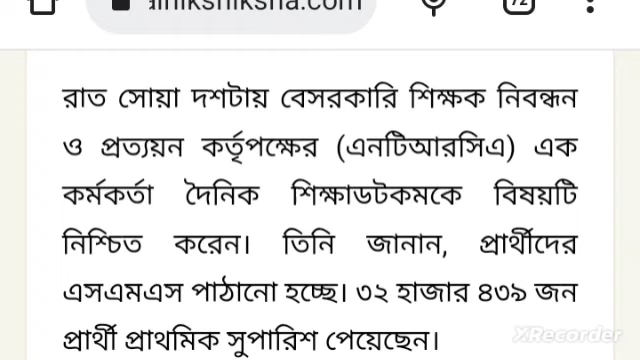 রাত সোয়া দশটায় বেসরকারি শিক্ষক নিবন্ধন
ও প্রত্যয়ন কর্তৃপক্ষের (এনটিআরসিএ) এক
কর্মকর্তা দৈনিক শিক্ষাডটকমকে বিষয়টি
নিশ্চিত করেন। তিনি জানান, প্রার্থীদের
এসএমএস পাঠানো হচ্ছে। ৩২ হাজার ৪৩৯ জন
প্রার্থী প্রাথমিক সুপারিশ পেয়েছেন।
XRecorder